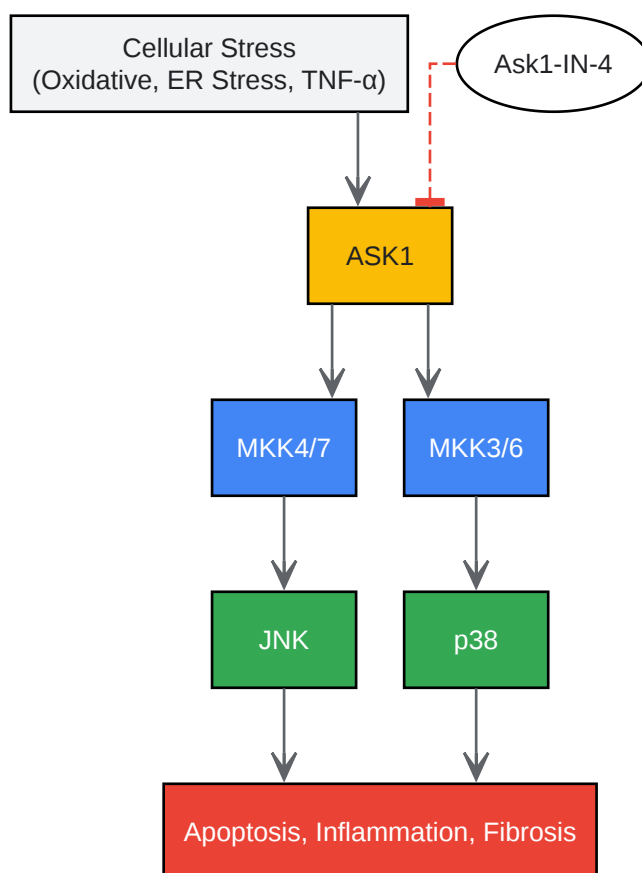 Cellular Stress
(Oxidative, ER Stress, TNF-α)
Ask1-IN-4
ASK1
MKK4/7
MKK3/6
JNK
p38
Apoptosis, Inflammation, Fibrosis